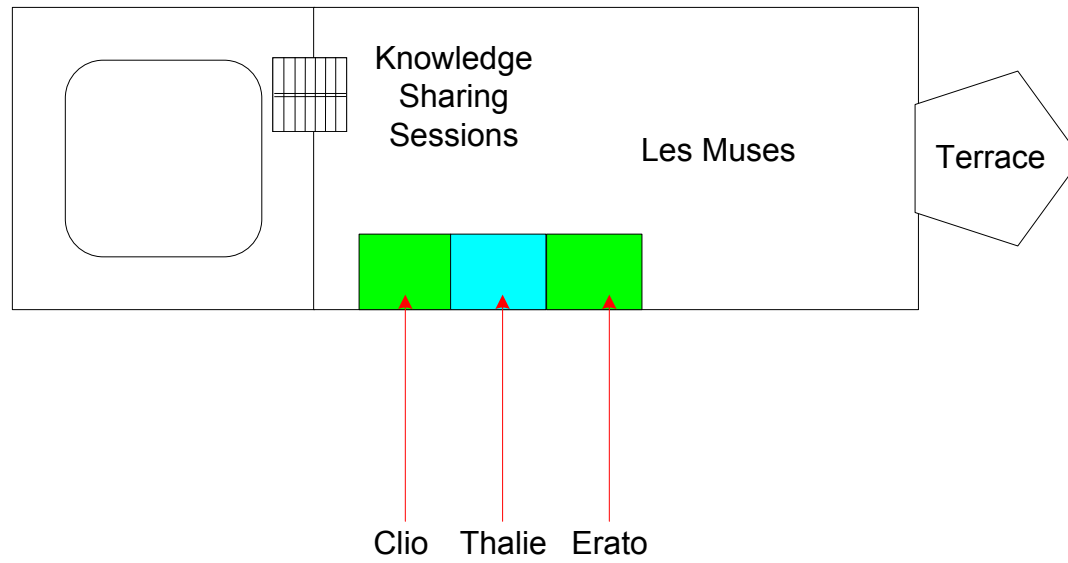 Knowledge
Sharing
Sessions
Les Muses
Terrace
Clio
Thalie
Erato